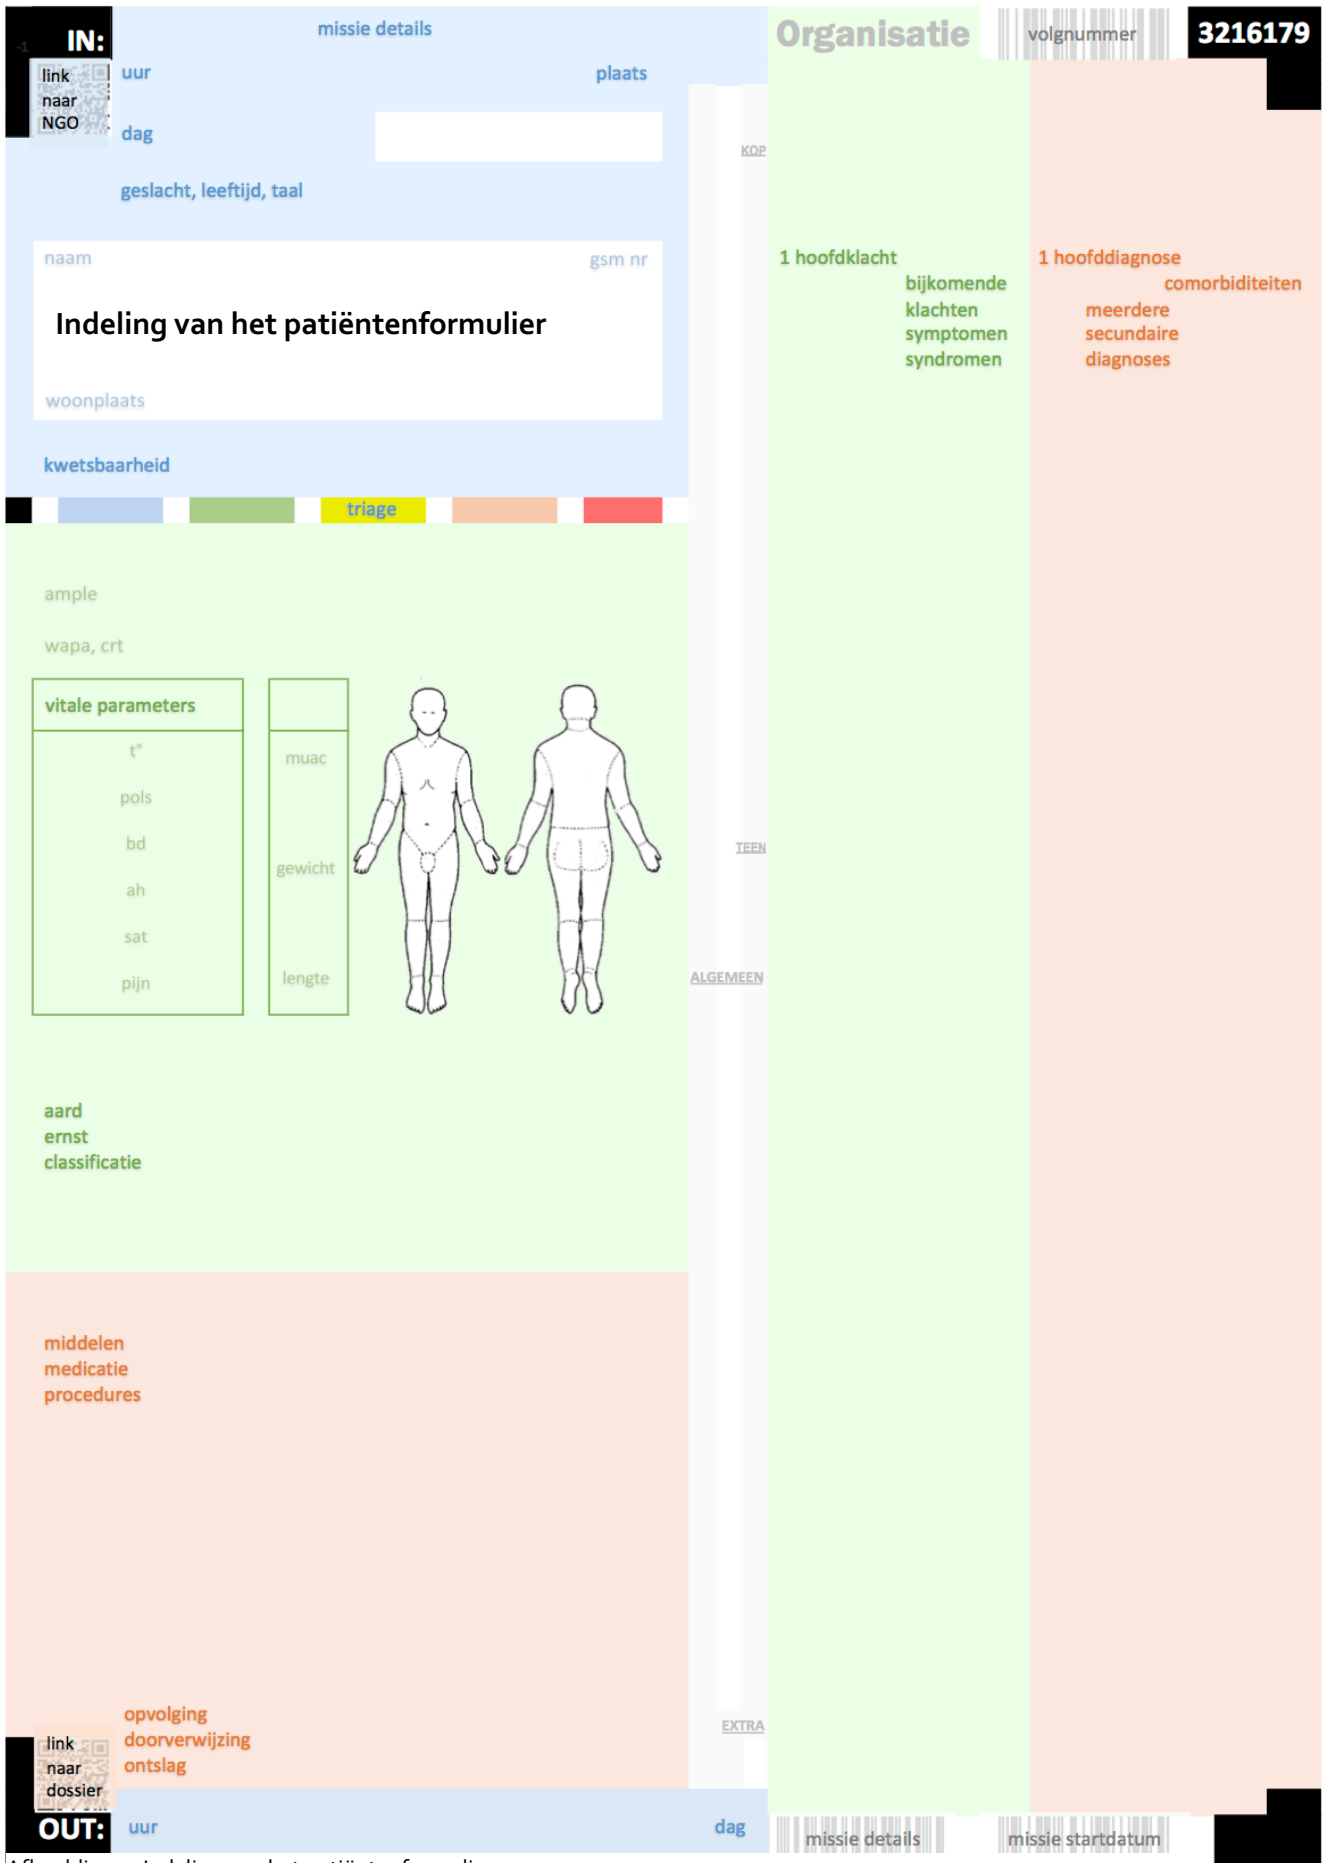 -1
IN:
missie details
Organisatie
volgnummer
3216179
link
naar
NGO
uur
plaats
dag
KOP
geslacht, leeftijd, taal
naam
gsm nr
Indeling van het patiëntenformulier
woonplaats
kwetsbaarheid
triage
ample
wapa, crt
vitale parameters
t°
pols
bd
ah
sat
pijn
muac
gewicht
lengte
aard
ernst
classificatie
middelen
medicatie
procedures
opvolging
doorverwijzing
ontslag
link
naar
dossier
OUT:
uur
dag
TEEN
ALGEMEEN
EXTRA
1 hoofdklacht
bijkomende
klachten
symptomen
syndromen
1 hoofddiagnose
comorbiditeiten
meerdere
secundaire
diagnoses
missie details
missie startdatum